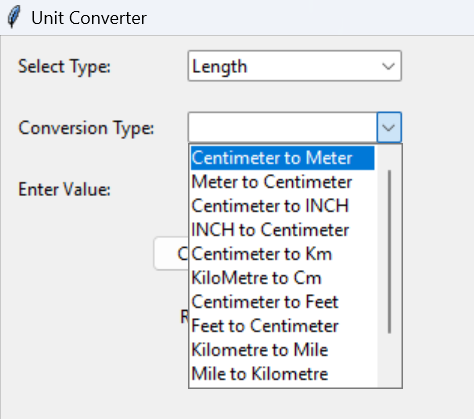 Unit Converter
Select Type:
Length
Conversion Type:
Centimeter to Meter
Meter to Centimeter
Centimeter to INCH
INCH to Centimeter
Centimeter to Km
KiloMetre to Cm
Centimeter to Feet
Feet to Centimeter
Kilometre to Mile
Mile to Kilometre
Enter Value: